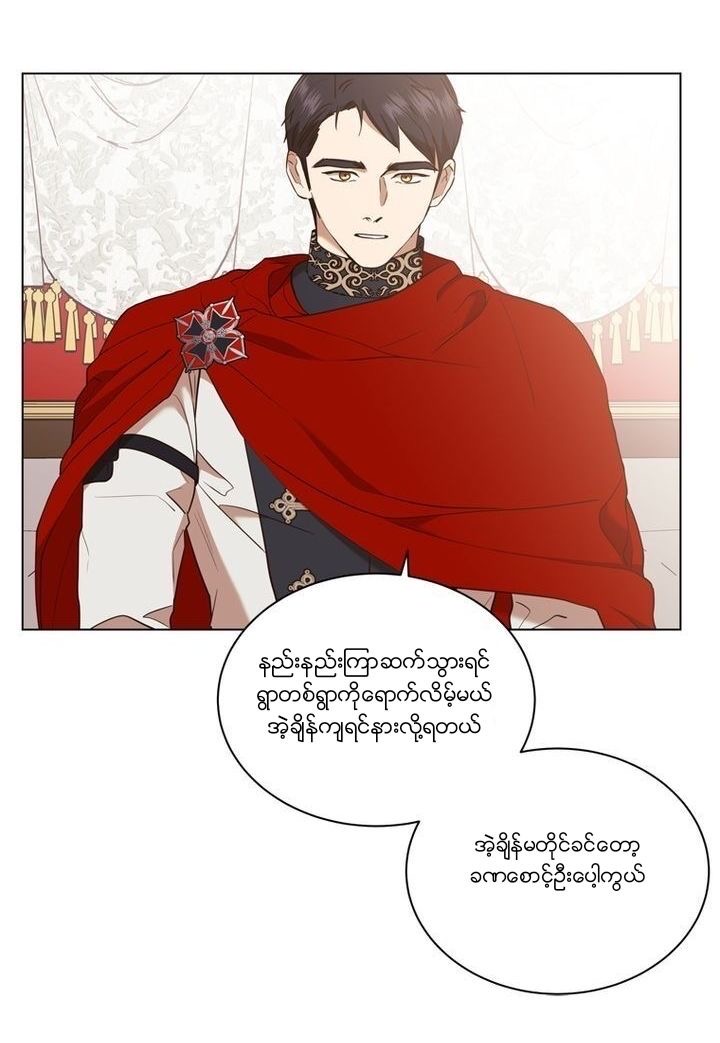 နည်းနည်းကြာဆက်သွားရင်
ရွာတစ်ရွာကိုရောက်လိမ့်မယ်
အဲ့ချိန်ကျရင်နားလို့ရတယ်
အဲ့ချိန်မတိုင်ခင်တော့
ခဏစောင့်ဦးပေါ့ကွယ်